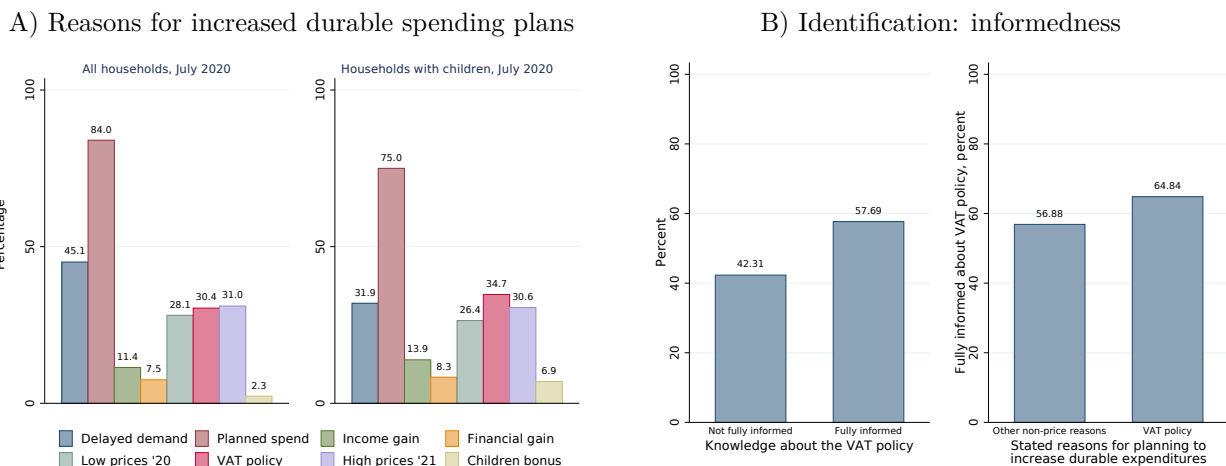 A) Reasons for increased durable spending plans
B) Identification: informedness
All households, July 2020
Households with children, July 2020
Percentage
0
50
100
45.1
84.0
11.4
7.5
28.1
30.4
31.0
2.3
0
50
100
31.9
75.0
13.9
8.3
26.4
34.7
30.6
6.9
Delayed demand
Planned spend
Income gain
Financial gain
Low prices '20
VAT policy
High prices '21
Children bonus
Percent
0
20
40
60
80
100
42.31
57.69
Not fully informed
Fully informed
Knowledge about the VAT policy
Fully informed about VAT policy, percent
0
20
40
60
80
100
56.88
64.84
Other non-price reasons
VAT policy
Stated reasons for planning to
increase durable expenditures